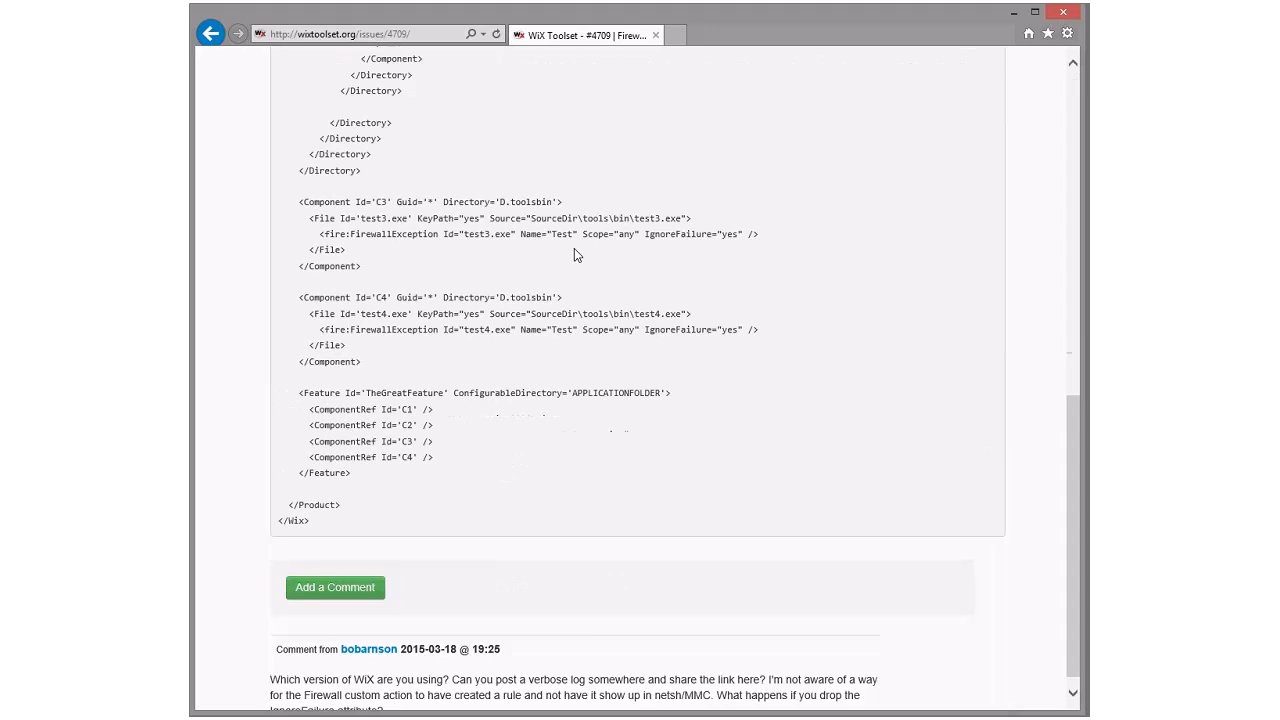 http://wixtoolset.org/issues/4709/
WiX Toolset - #4709 | Firew...
</Component>
</Directory>
</Directory>
</Directory>
</Directory>
</Directory>
</Directory>
<Component Id='C3' Guid='*' Directory='D.toolsbin'>
<File Id='test3.exe' KeyPath="yes" Source="SourceDir\tools\bin\test3.exe">
<fire:FirewallException Id="test3.exe" Name="Test" Scope="any" IgnoreFailure="yes" />
</File>
</Component>
<Component Id='C4' Guid='*' Directory='D.toolsbin'>
<File Id='test4.exe' KeyPath="yes" Source="SourceDir\tools\bin\test4.exe">
<fire:FirewallException Id="test4.exe" Name="Test" Scope="any" IgnoreFailure="yes" />
</File>
</Component>
<Feature Id='TheGreatFeature' ConfigurableDirectory='APPLICATIONFOLDER'>
<ComponentRef Id='C1' />
<ComponentRef Id='C2' />
<ComponentRef Id='C3' />
<ComponentRef Id='C4' />
</Feature>
</Product>
</Wix>
Add a Comment
Comment from bobarnson 2015-03-18 @ 19:25
Which version of WiX are you using? Can you post a verbose log somewhere and share the link here? I'm not aware of a way
for the Firewall custom action to have created a rule and not have it show up in netsh/MMC. What happens if you drop the
IgnoreFailure attribute?